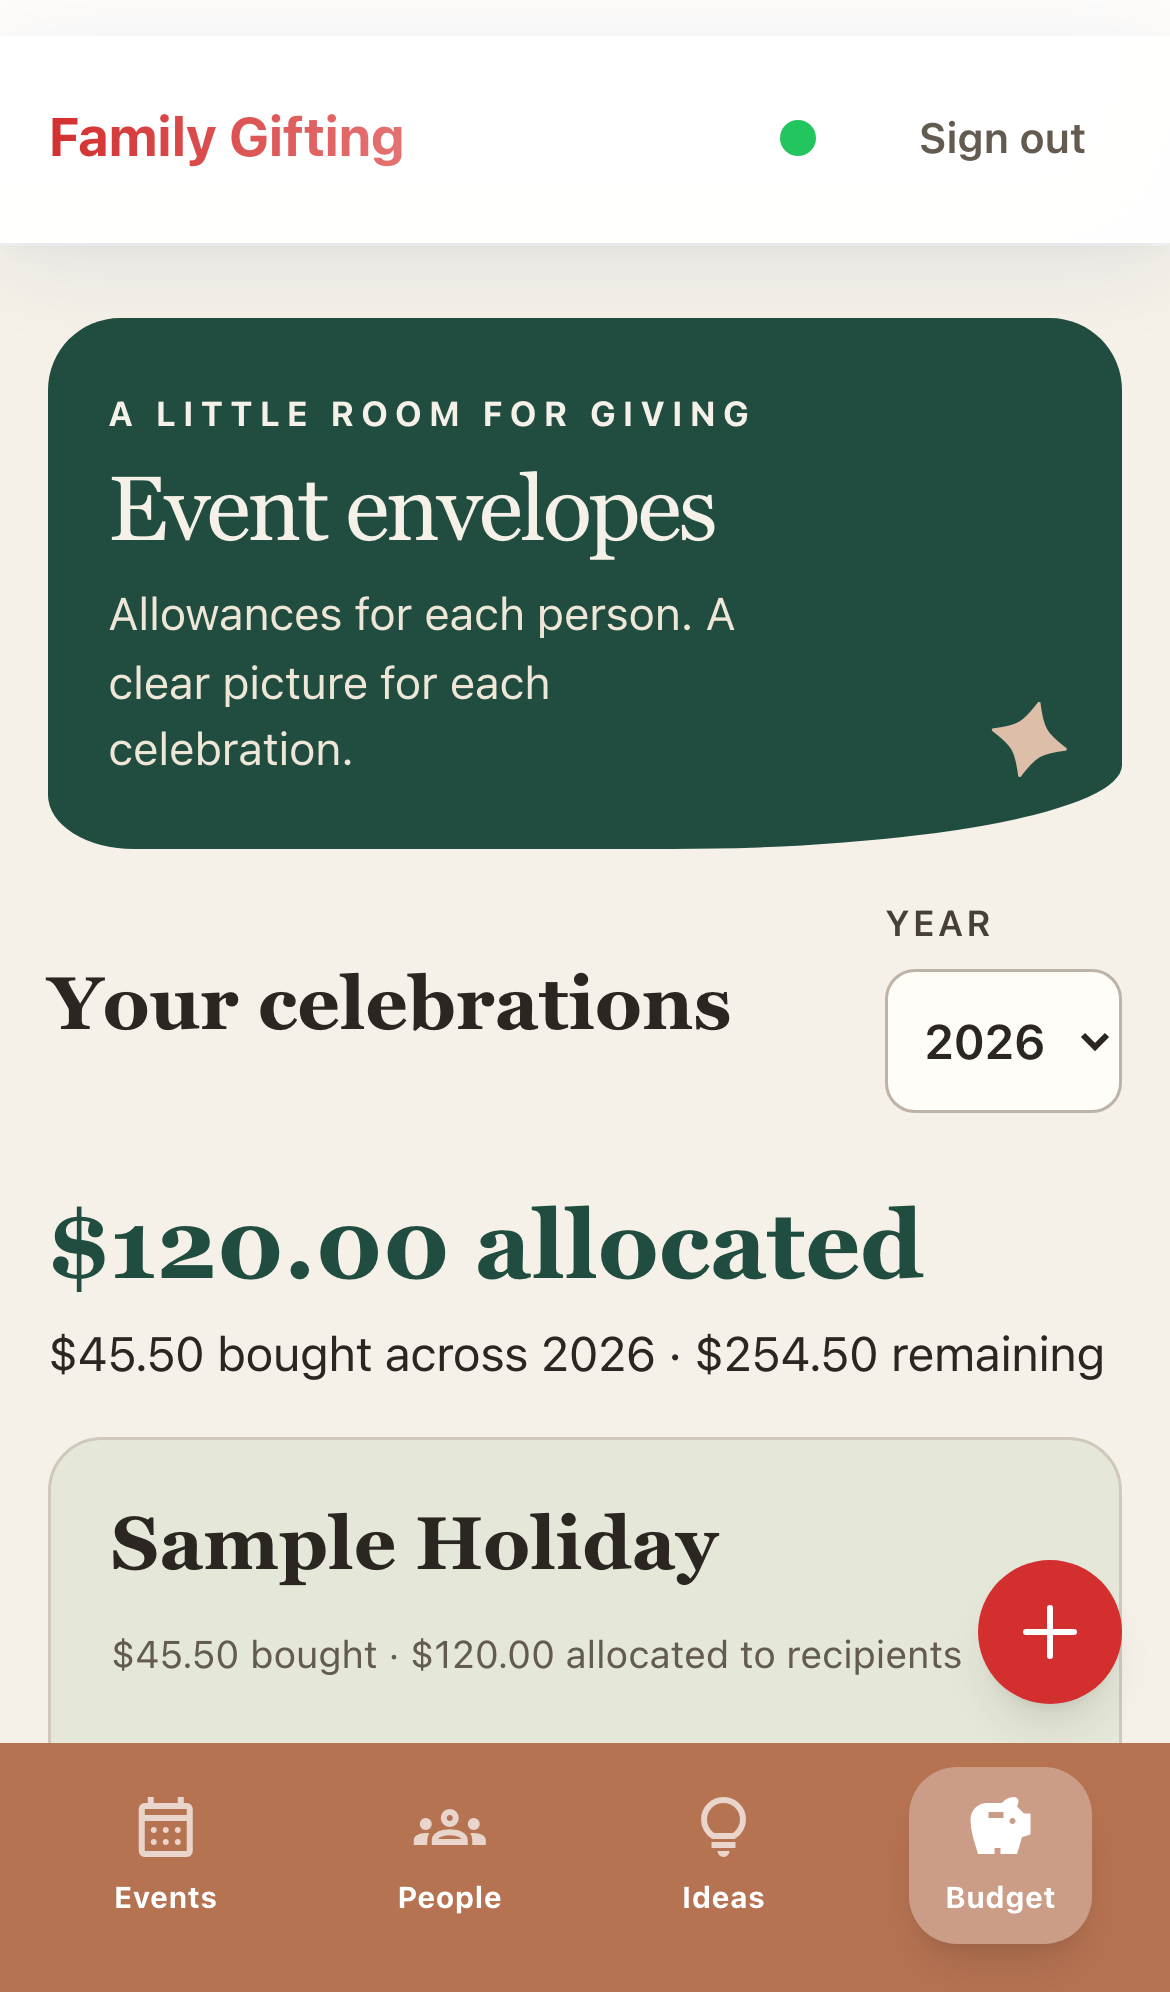 Family Gifting
Sign out
A LITTLE ROOM FOR GIVING
Event envelopes
Allowances for each person. A
clear picture for each
celebration.
YEAR
Your celebrations
2026
$120.00 allocated
$45.50 bought across 2026 · $254.50 remaining
Sample Holiday
$45.50 bought · $120.00 allocated to recipients
Events
People
Ideas
Budget